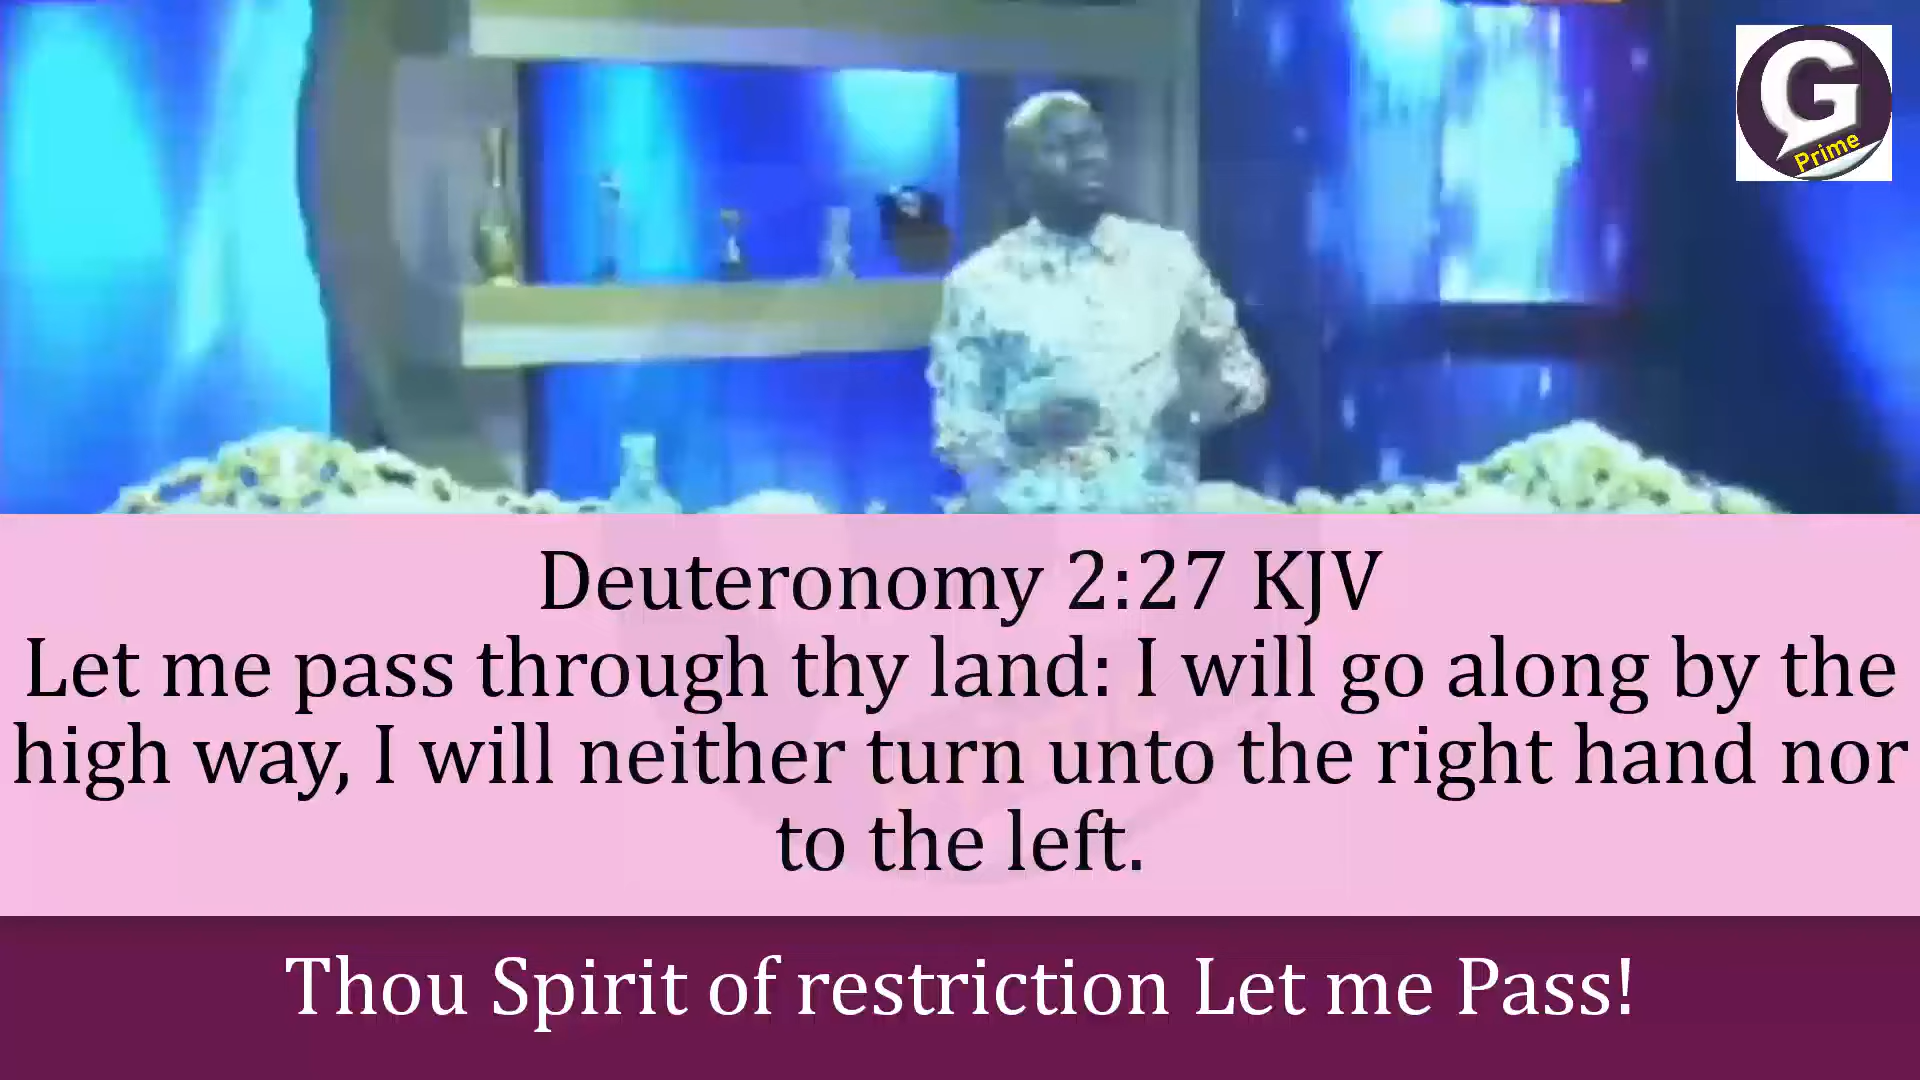 G
Prime
Deuteronomy 2:27 KJV
Let me pass through thy land: I will go along by the
high way, I will neither turn unto the right hand nor
to the left.
Thou Spirit of restriction Let me Pass!